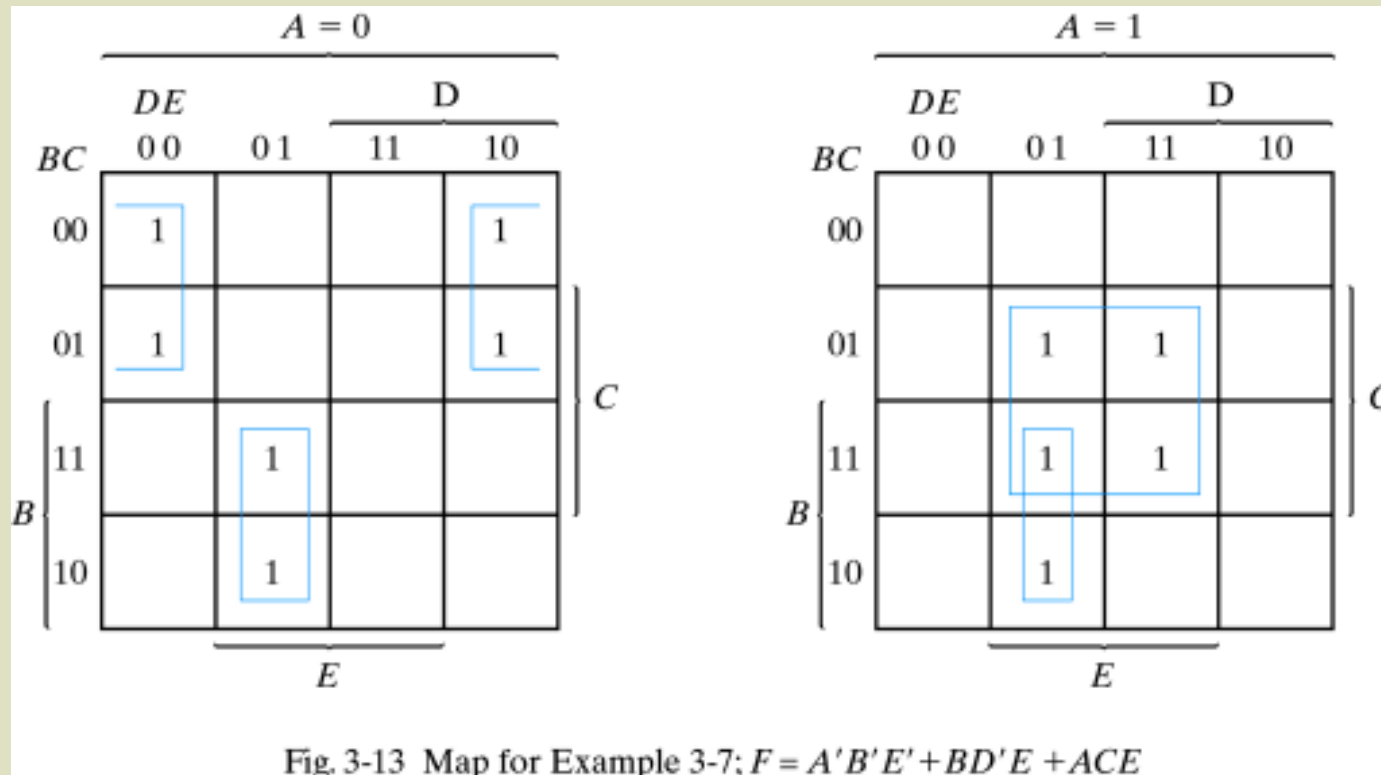 A = 0 A = 1
DE D DE D
BC 00 01 11 10 BC 00 01 11 10
00 1 1 00
01 1 1 01 1 1
C C
11 1 11 1 1
B B
10 1 10 1
E E
Fig. 3-13 Map for Example 3-7; F = A'B'E' + BD'E + ACE